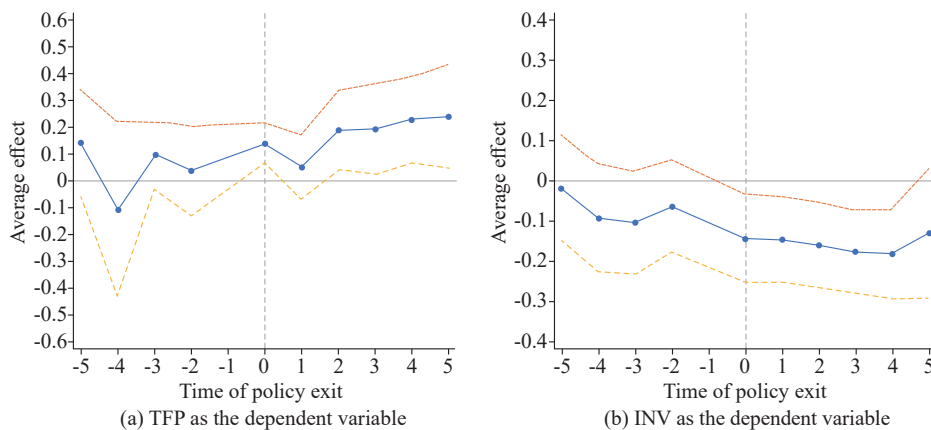 0.6
0.5
0.4
0.3
0.2
0.1
0
-0.1
-0.2
-0.3
-0.4
-0.5
-0.6
Average effect
-5 -4 -3 -2 -1 0 1 2 3 4 5
Time of policy exit
(a) TFP as the dependent variable
0.4
0.3
0.2
0.1
0
-0.1
-0.2
-0.3
-0.4
Average effect
-5 -4 -3 -2 -1 0 1 2 3 4 5
Time of policy exit
(b) INV as the dependent variable